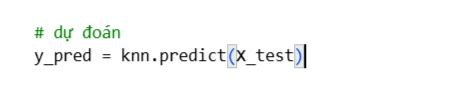 # dự đoán
y_pred = knn.predict(X_test)